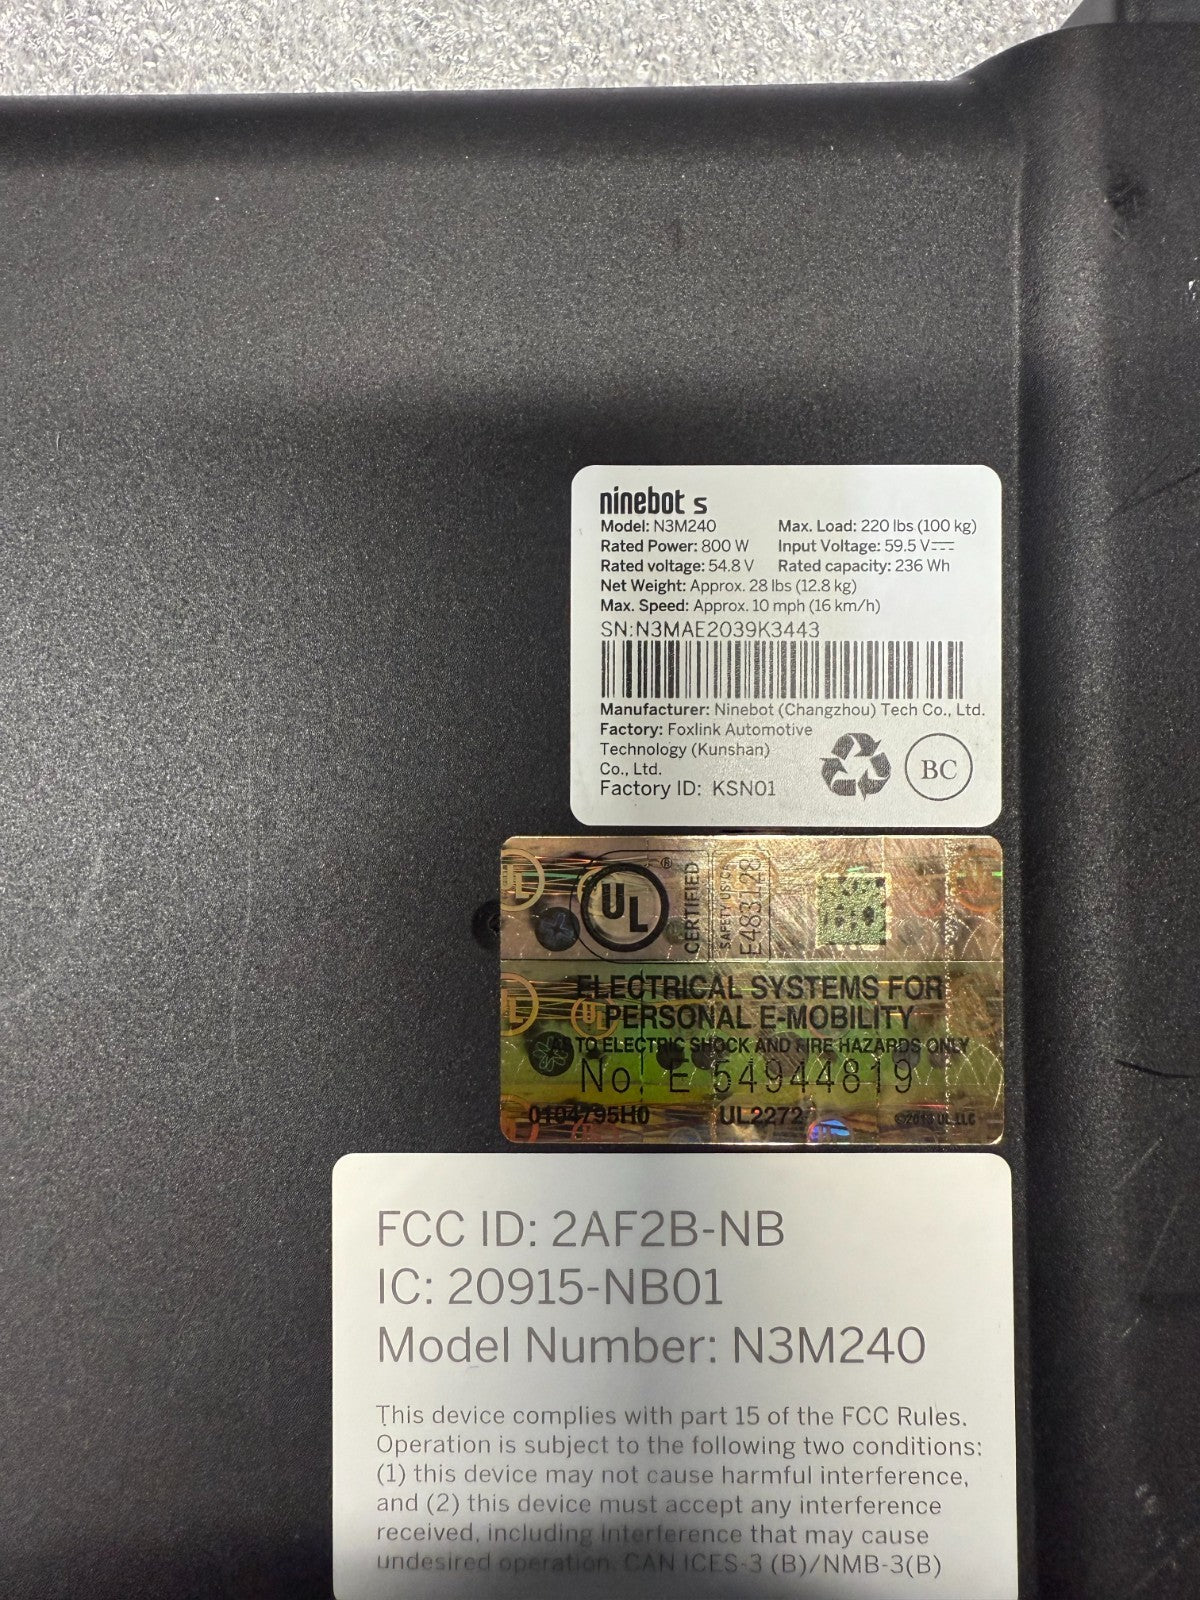 ninebot s
Model: N3M240 Max. Load: 220 lbs (100 kg)
Rated Power: 800 W Input Voltage: 59.5 V⎓
Rated voltage: 54.8 V Rated capacity: 236 Wh
Net Weight: Approx. 28 lbs (12.8 kg)
Max. Speed: Approx. 10 mph (16 km/h)
SN:N3MAE2039K3443
Manufacturer: Ninebot (Changzhou) Tech Co., Ltd.
Factory: Foxlink Automotive
Technology (Kunshan)
Co., Ltd.
Factory ID: KSN01
BC
UL
UL ®
CERTIFIED
UL
UL
ELECTRICAL SYSTEMS FOR
PERSONAL E-MOBILITY
AS TO ELECTRIC SHOCK AND FIRE HAZARDS ONLY
No. E 54944819
0104795H0 UL2272
FCC ID: 2AF2B-NB
IC: 20915-NB01
Model Number: N3M240
This device complies with part 15 of the FCC Rules.
Operation is subject to the following two conditions:
(1) this device may not cause harmful interference,
and (2) this device must accept any interference
received, including interference that may cause
undesired operation. CAN ICES-3 (B)/NMB-3(B)